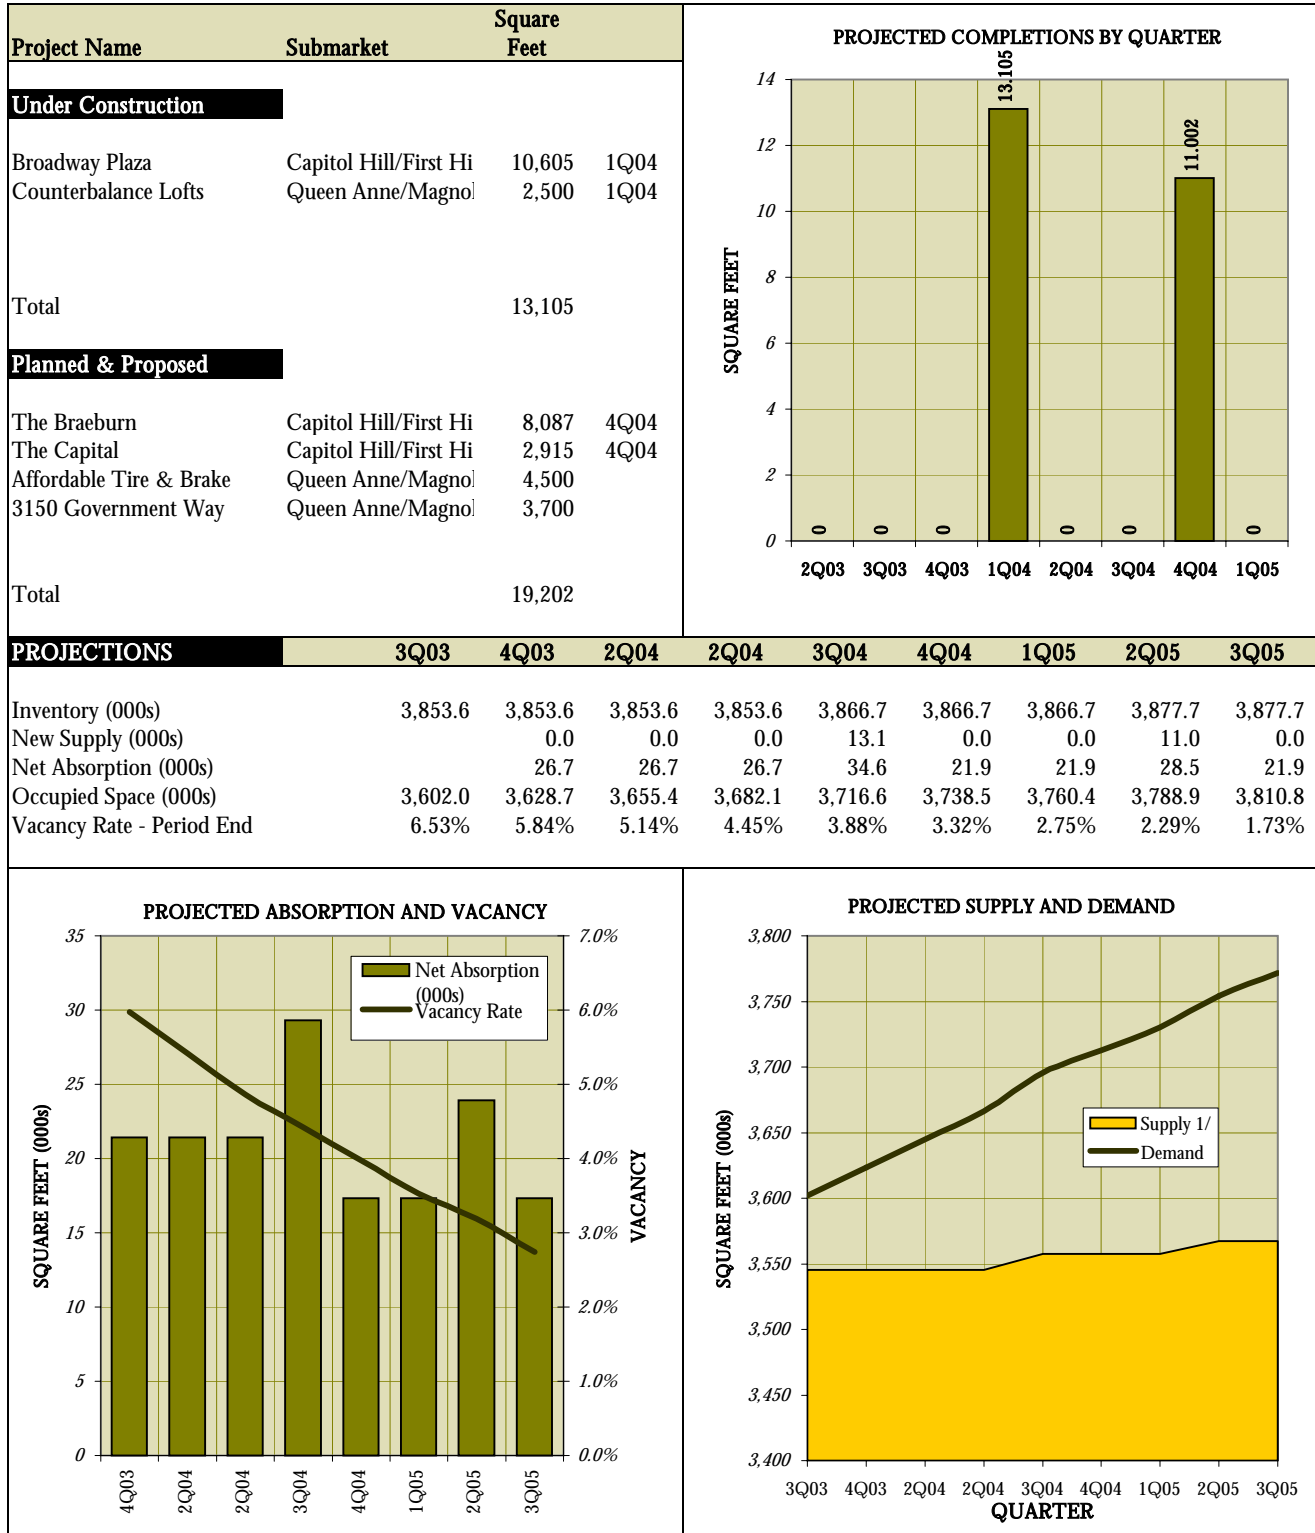 Square
Project Name Submarket Feet
Under Construction
Broadway Plaza Capitol Hill/First Hi 10,605 1Q04
Counterbalance Lofts Queen Anne/Magnol 2,500 1Q04
Total 13,105
Planned & Proposed
The Braeburn Capitol Hill/First Hi 8,087 4Q04
The Capital Capitol Hill/First Hi 2,915 4Q04
Affordable Tire & Brake Queen Anne/Magnol 4,500
3150 Government Way Queen Anne/Magnol 3,700
Total 19,202
PROJECTED COMPLETIONS BY QUARTER
SQUARE FEET
14
12
10
8
6
4
2
0
0 0 0 13.105 0 0 11.002 0
2Q03 3Q03 4Q03 1Q04 2Q04 3Q04 4Q04 1Q05
PROJECTIONS 3Q03 4Q03 2Q04 2Q04 3Q04 4Q04 1Q05 2Q05 3Q05
Inventory (000s) 3,853.6 3,853.6 3,853.6 3,853.6 3,866.7 3,866.7 3,866.7 3,877.7 3,877.7
New Supply (000s) 0.0 0.0 0.0 13.1 0.0 0.0 11.0 0.0
Net Absorption (000s) 26.7 26.7 26.7 34.6 21.9 21.9 28.5 21.9
Occupied Space (000s) 3,602.0 3,628.7 3,655.4 3,682.1 3,716.6 3,738.5 3,760.4 3,788.9 3,810.8
Vacancy Rate - Period End 6.53% 5.84% 5.14% 4.45% 3.88% 3.32% 2.75% 2.29% 1.73%
PROJECTED ABSORPTION AND VACANCY
SQUARE FEET (000s)
35
30
25
20
15
10
5
0
Net Absorption
(000s)
Vacancy Rate
7.0%
6.0%
5.0%
4.0%
3.0%
2.0%
1.0%
0.0%
VACANCY
4Q03 2Q04 2Q04 3Q04 4Q04 1Q05 2Q05 3Q05
PROJECTED SUPPLY AND DEMAND
SQUARE FEET (000s)
3,800
3,750
3,700
3,650
3,600
3,550
3,500
3,450
3,400
Supply 1/
Demand
3Q03 4Q03 2Q04 2Q04 3Q04 4Q04 1Q05 2Q05 3Q05
QUARTER